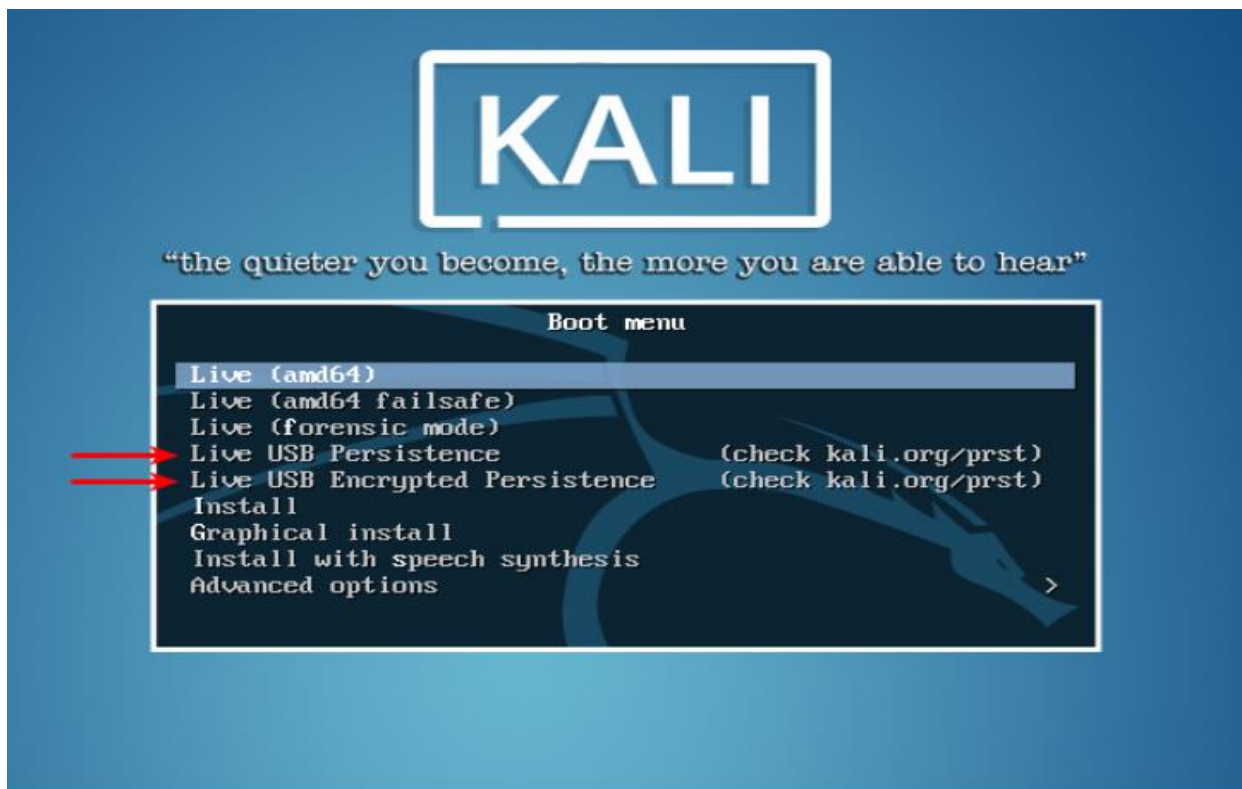 KALI
“the quieter you become, the more you are able to hear”
Boot menu
Live (amd64)
Live (amd64 failsafe)
Live (forensic mode)
Live USB Persistence (check kali.org/prst)
Live USB Encrypted Persistence (check kali.org/prst)
Install
Graphical install
Install with speech synthesis
Advanced options >